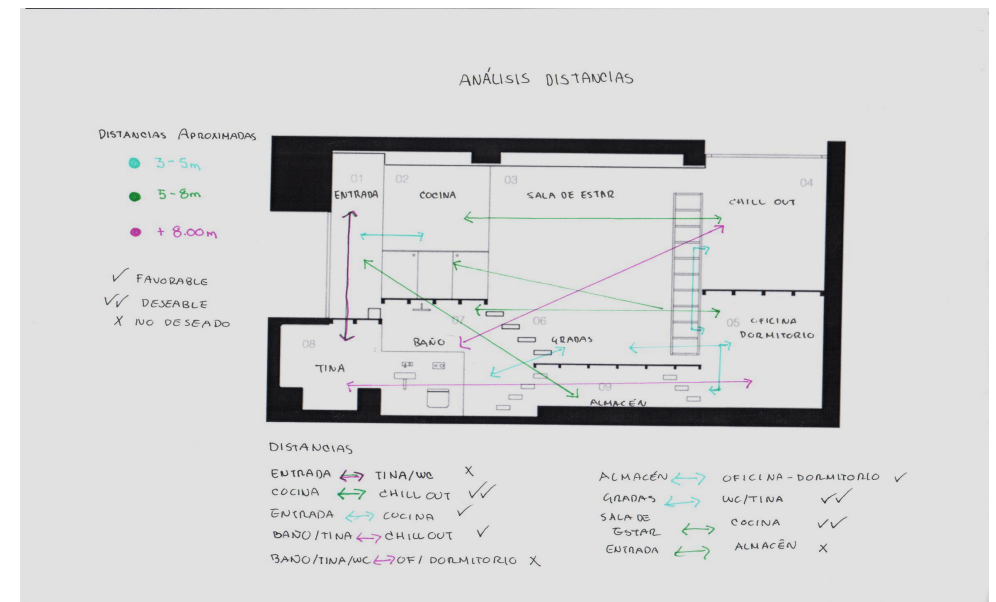 ANÁLISIS DISTANCIAS
DISTANCIAS APROXIMADAS
3-5m
5-8m
+ 8.00m
✓ FAVORABLE
✓✓ DESEABLE
X NO DESEADO
01
ENTRADA
02
COCINA
03
SALA DE ESTAR
04
CHILL OUT
05
OFICINA
DORMITORIO
06
GRADAS
07
BAÑO
08
TINA
09
ALMACÉN
DISTANCIAS
ENTRADA ↔ TINA/WC X
COCINA ↔ CHILL OUT ✓✓
ENTRADA ↔ COCINA ✓
BAÑO/TINA ↔ CHILL OUT ✓
BAÑO/TINA/WC ↔ OF/ DORMITORIO X
ALMACÉN ↔ OFICINA-DORMITORIO ✓
GRADAS ↔ WC/TINA ✓✓
SALA DE
ESTAR ↔ COCINA ✓✓
ENTRADA ↔ ALMACÉN X